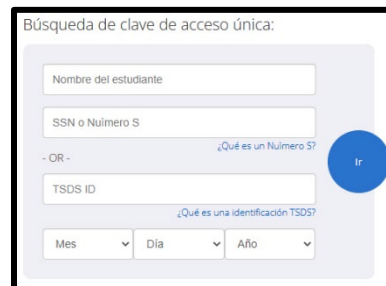 Búsqueda de clave de acceso única:
Nombre del estudiante
SSN o Nuímero S
¿Qué es un Nuímero S?
- OR -
Ir
TSDS ID
¿Qué es una identificación TSDS?
Mes Día Año